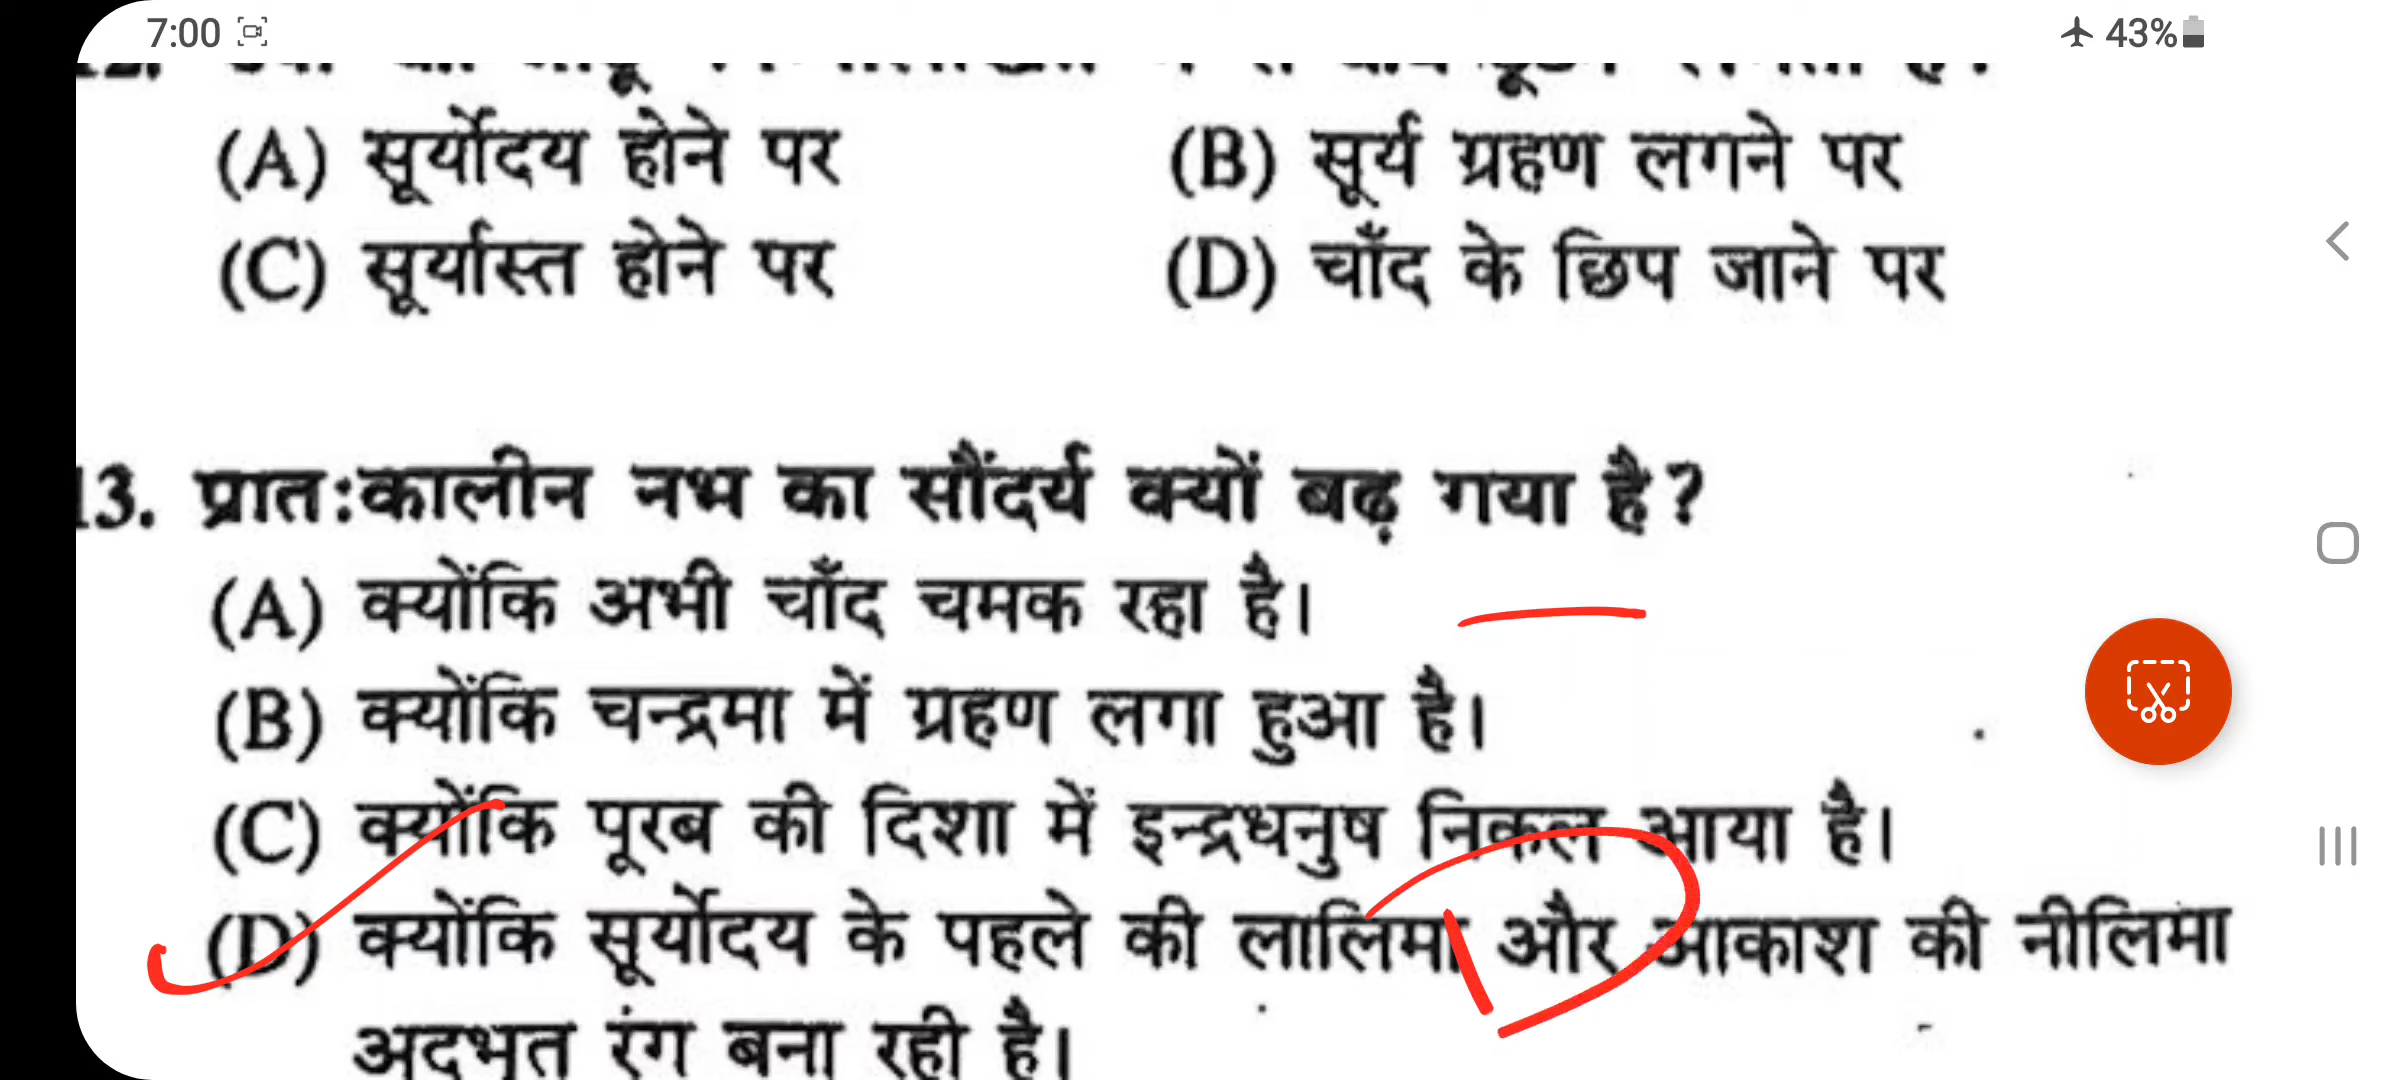 7:00 43%
(A) सूर्योदय होने पर (B) सूर्य ग्रहण लगने पर
(C) सूर्यास्त होने पर (D) चाँद के छिप जाने पर
13. प्रातःकालीन नभ का सौंदर्य क्यों बढ़ गया है?
(A) क्योंकि अभी चाँद चमक रहा है।
(B) क्योंकि चन्द्रमा में ग्रहण लगा हुआ है।
(C) क्योंकि पूरब की दिशा में इन्द्रधनुष निकल आया है।
(D) क्योंकि सूर्योदय के पहले की लालिमा और आकाश की नीलिमा
अद्भुत रंग बना रही है।
D